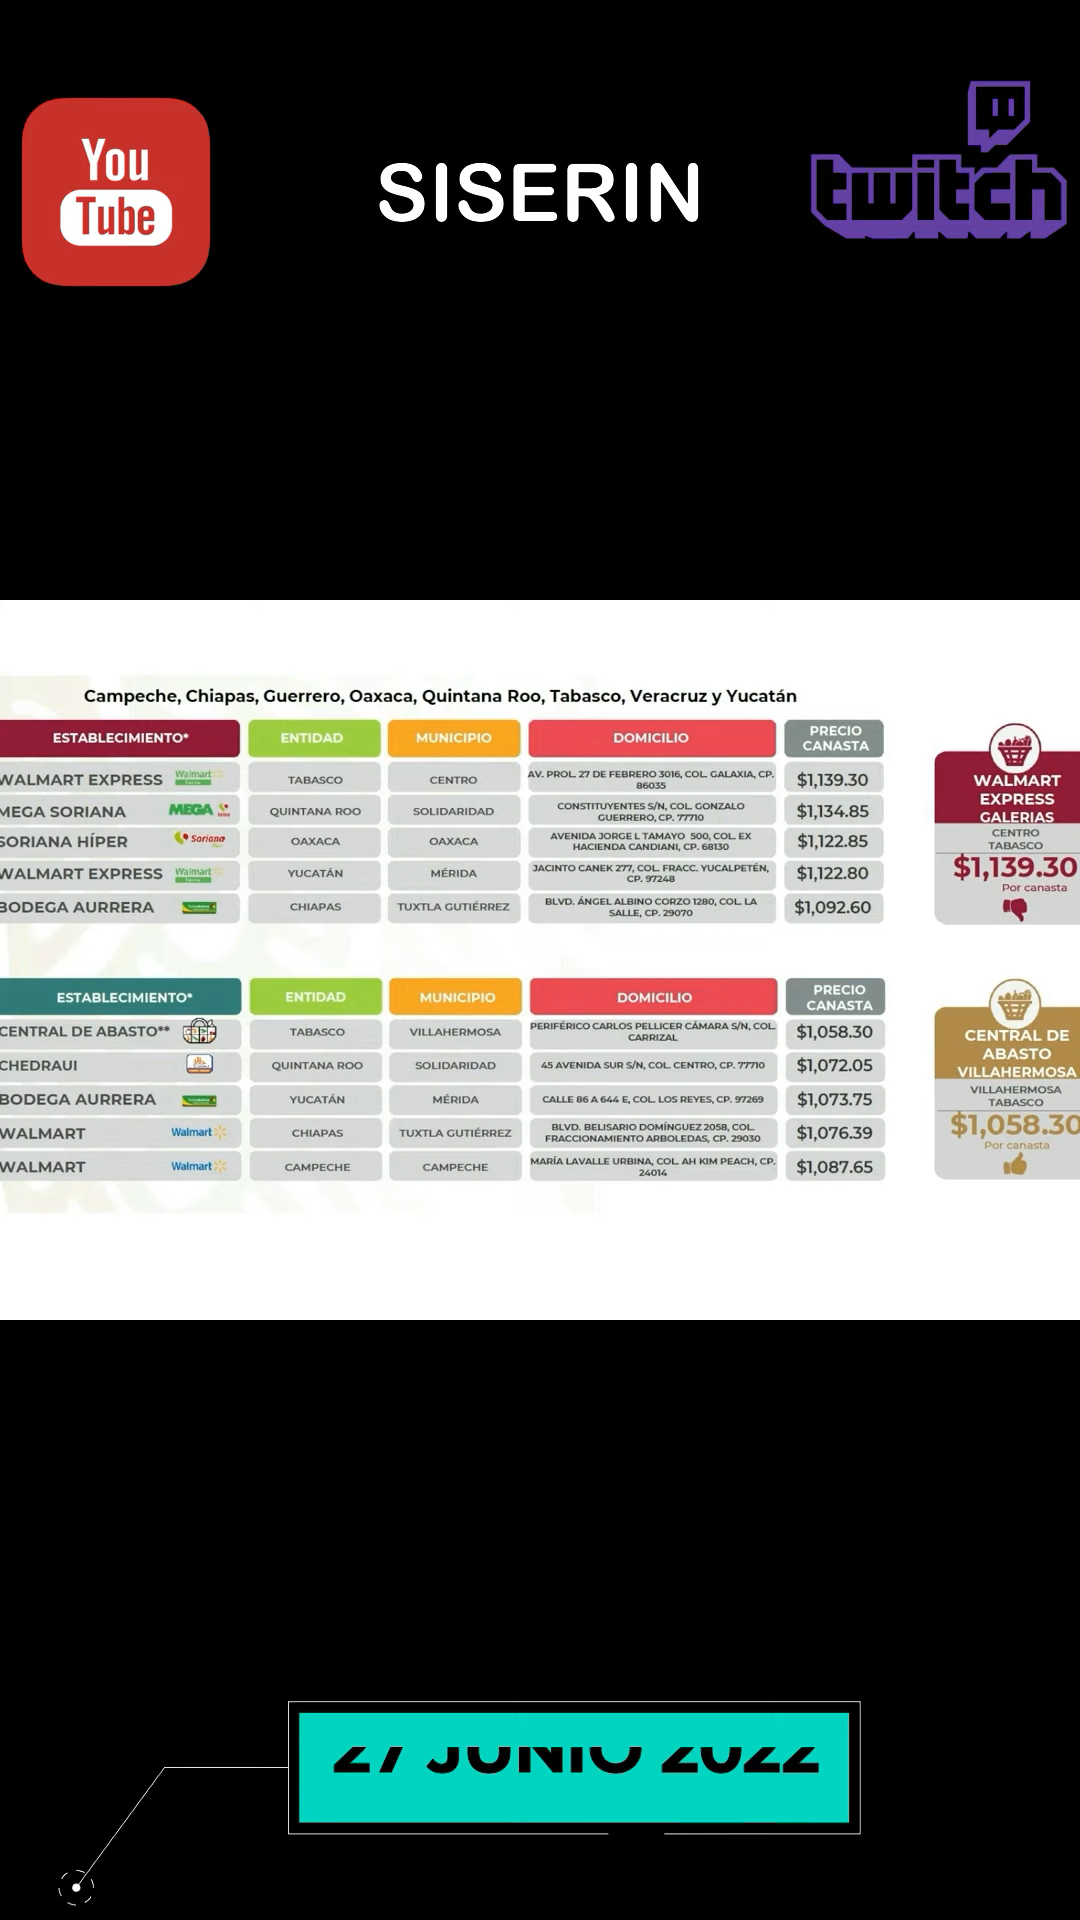 You
Tube
SISERIN
twitch
Campeche, Chiapas, Guerrero, Oaxaca, Quintana Roo, Tabasco, Veracruz y Yucatán
ESTABLECIMIENTO* ENTIDAD MUNICIPIO DOMICILIO PRECIO CANASTA
WALMART EXPRESS Walmart TABASCO CENTRO AV. PROL. 27 DE FEBRERO 3016, COL. GALAXIA, CP. 86035 $1,139.30
MEGA SORIANA MEGA QUINTANA ROO SOLIDARIDAD CONSTITUYENTES S/N, COL. GONZALO GUERRERO, CP. 77710 $1,134.85
SORIANA HÍPER Soriana OAXACA OAXACA AVENIDA JORGE L TAMAYO 500, COL. EX HACIENDA CANDIANI, CP. 68130 $1,122.85
WALMART EXPRESS Walmart YUCATÁN MÉRIDA JACINTO CANEK 277, COL. FRACC. YUCALPETÉN, CP. 97248 $1,122.80
BODEGA AURRERA CHIAPAS TUXTLA GUTIÉRREZ BLVD. ÁNGEL ALBINO CORZO 1280, COL. LA SALLE, CP. 29070 $1,092.60
WALMART
EXPRESS
GALERIAS
CENTRO
TABASCO
$1,139.30
Por canasta
ESTABLECIMIENTO* ENTIDAD MUNICIPIO DOMICILIO PRECIO CANASTA
CENTRAL DE ABASTO** TABASCO VILLAHERMOSA PERIFÉRICO CARLOS PELLICER CÁMARA S/N, COL. CARRIZAL $1,058.30
CHEDRAUI QUINTANA ROO SOLIDARIDAD 45 AVENIDA SUR S/N, COL. CENTRO, CP. 77710 $1,072.05
BODEGA AURRERA YUCATÁN MÉRIDA CALLE 86 A 644 E, COL. LOS REYES, CP. 97269 $1,073.75
WALMART Walmart CHIAPAS TUXTLA GUTIÉRREZ BLVD. BELISARIO DOMÍNGUEZ 2058, COL. FRACCIONAMIENTO ARBOLEDAS, CP. 29030 $1,076.39
WALMART Walmart CAMPECHE CAMPECHE MARÍA LAVALLE URBINA, COL. AH KIM PEACH, CP. 24014 $1,087.65
CENTRAL DE
ABASTO
VILLAHERMOSA
VILLAHERMOSA
TABASCO
$1,058.30
Por canasta
27 JUNIO 2022